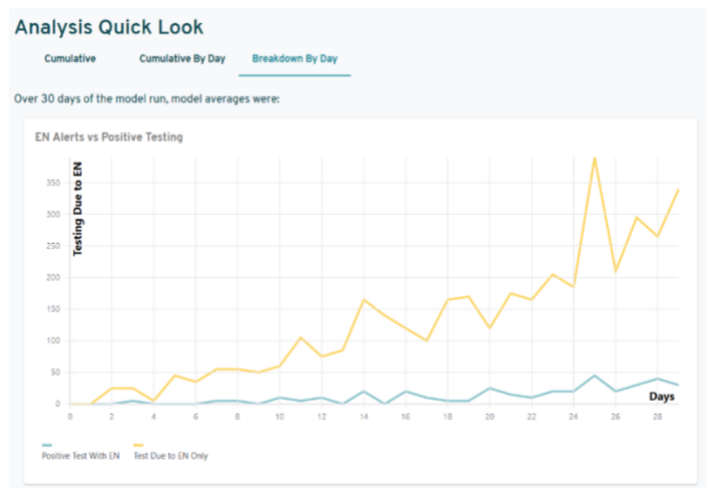 Analysis Quick Look
Cumulative Cumulative By Day Breakdown By Day
Over 30 days of the model run, model averages were:
EN Alerts vs Positive Testing
Testing Due to EN
350
300
250
200
150
100
50
0
0 2 4 6 8 10 12 14 16 18 20 22 24 26 28
Days
Positive Test With EN Test Due to EN Only